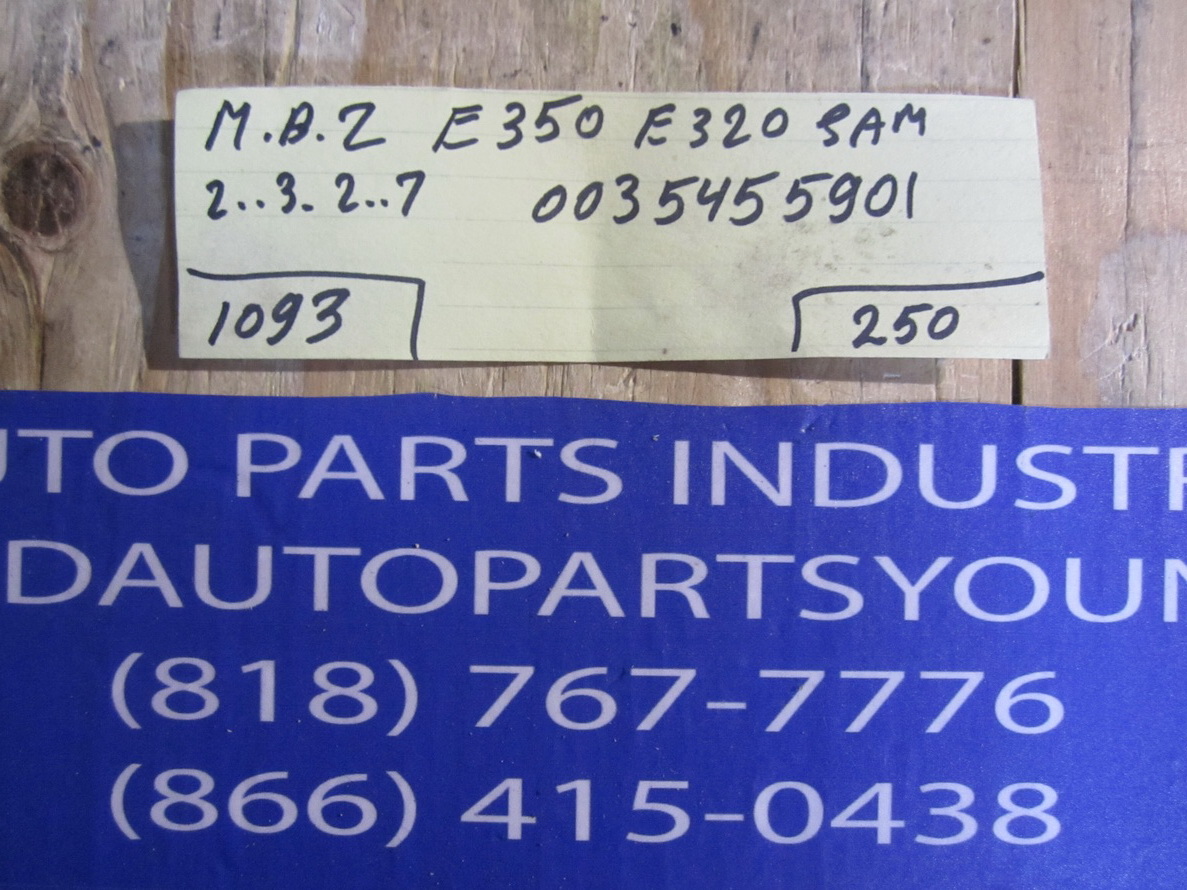 M.B.Z E350 E320 SAM
2..3. 2..7 0035455901
1093 250
UTO PARTS INDUSTR
DAUTOPARTSYOUN
(818) 767-7776
(866) 415-0438